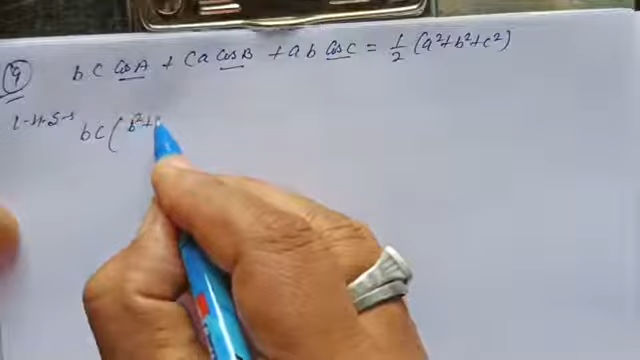 9 bc cosA + ca cosB + ab cosC = 1/2 (a²+b²+c²)
L-H-S→ bc(b²+